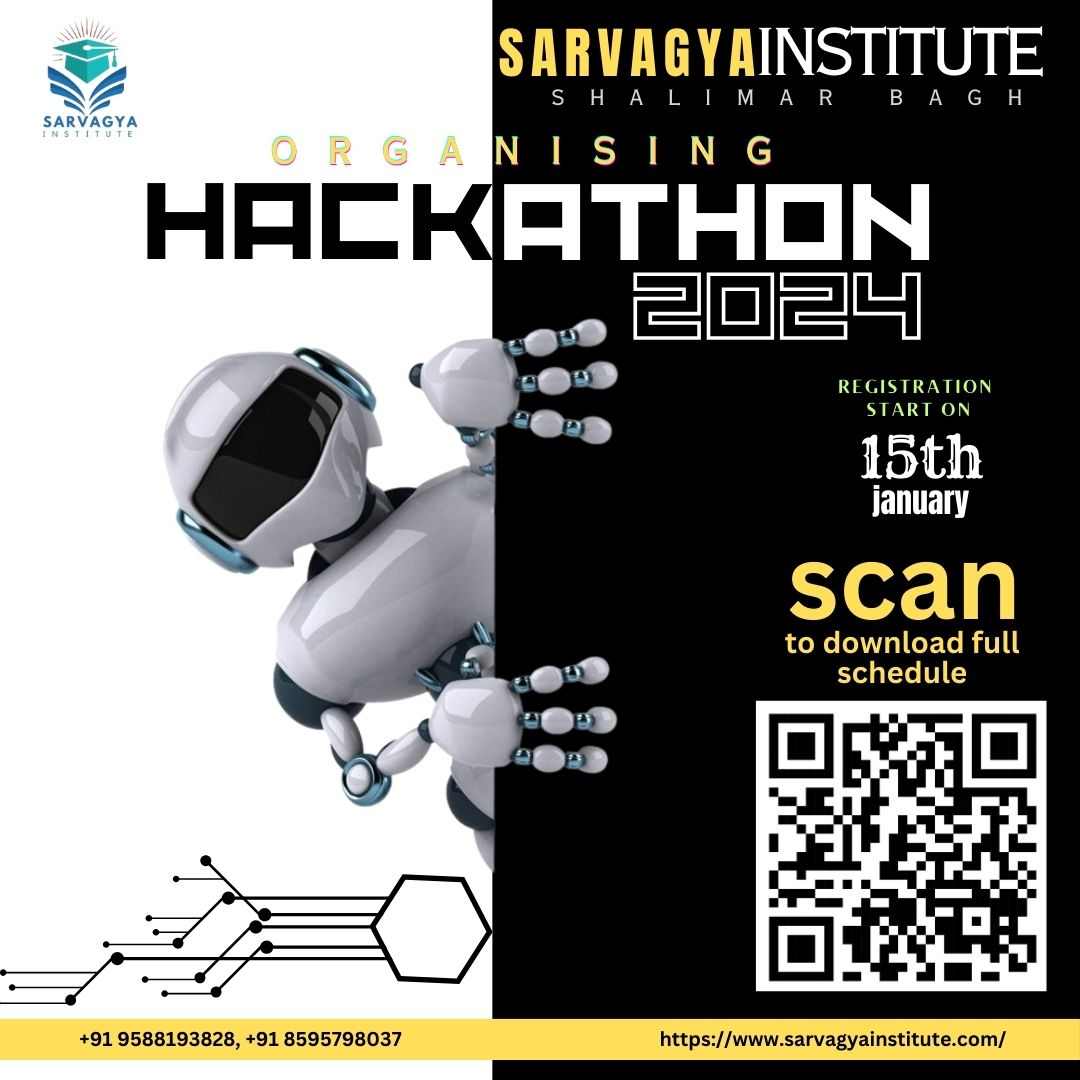 SARVAGYA
INSTITUTE
SARVAGYAINSTITUTE
SHALIMAR BAGH
ORGANISING
HACKATHON
2024
REGISTRATION
START ON
15th
january
scan
to download full
schedule
+91 9588193828, +91 8595798037
https://www.sarvagyainstitute.com/